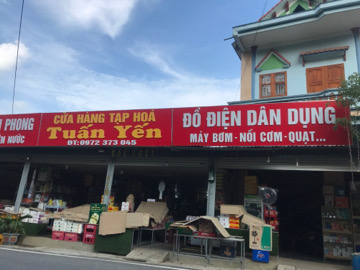 PHONG
NƯỚC
CỬA HÀNG TẠP HOÁ
Tuấn Yến
ĐT:0972 373 045
ĐỒ ĐIỆN DÂN DỤNG
MÁY BƠM-NỒI CƠM-QUẠT...